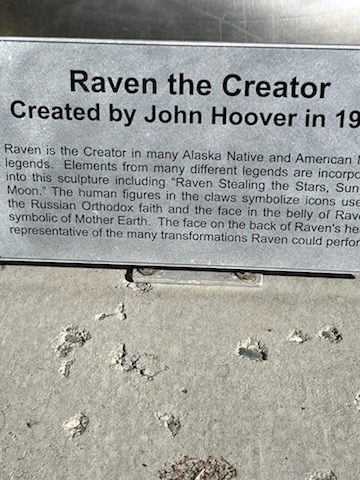 Raven the Creator
Created by John Hoover in 19
Raven is the Creator in many Alaska Native and American
legends. Elements from many different legends are incorpo
into this sculpture including "Raven Stealing the Stars, Sun
Moon." The human figures in the claws symbolize icons use
the Russian Orthodox faith and the face in the belly of Rav
symbolic of Mother Earth. The face on the back of Raven's he
representative of the many transformations Raven could perfor